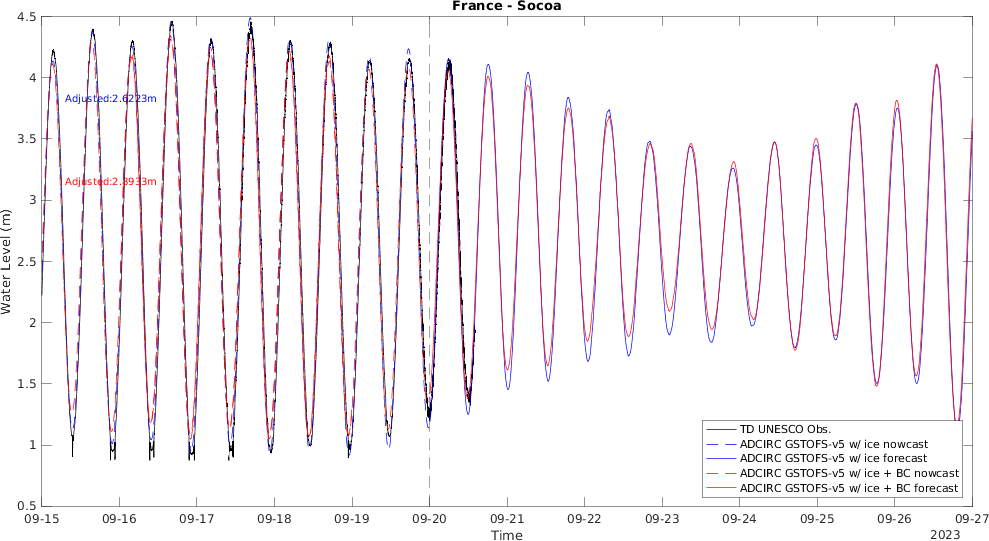 France - Socoa
4.5
4
3.5
3
2.5
2
1.5
1
0.5
Water Level (m)
Adjusted:2.6223m
Adjusted:2.8933m
TD UNESCO Obs.
ADCIRC GSTOFS-v5 w/ ice nowcast
ADCIRC GSTOFS-v5 w/ ice forecast
ADCIRC GSTOFS-v5 w/ ice + BC nowcast
ADCIRC GSTOFS-v5 w/ ice + BC forecast
09-15 09-16 09-17 09-18 09-19 09-20 09-21 09-22 09-23 09-24 09-25 09-26 09-27
Time
2023